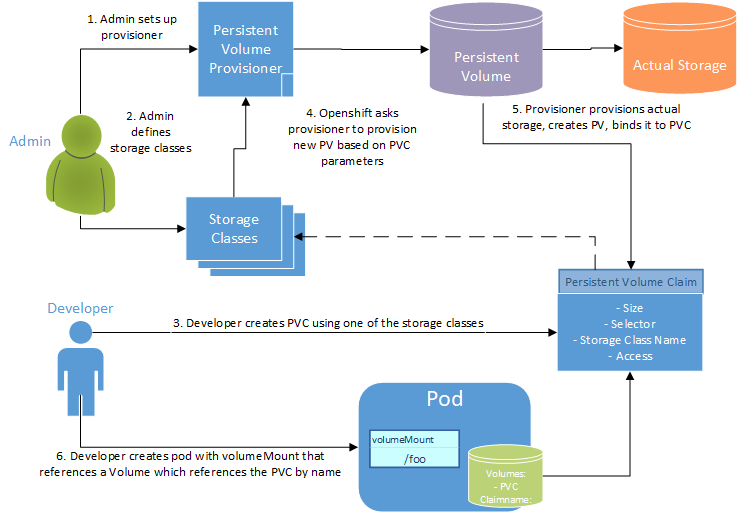 1. Admin sets up
provisioner
Persistent
Volume
Provisioner
Persistent
Volume
Actual Storage
Admin
2. Admin
defines
storage classes
4. Openshift asks
provisioner to provision
new PV based on PVC
parameters
5. Provisioner provisions actual
storage, creates PV, binds it to PVC
Storage
Classes
Persistent Volume Claim
- Size
- Selector
- Storage Class Name
- Access
Developer
3. Developer creates PVC using one of the storage classes
Pod
volumeMount
/foo
6. Developer creates pod with volumeMount that
references a Volume which references the PVC by name
Volumes:
- PVC
Claimname: